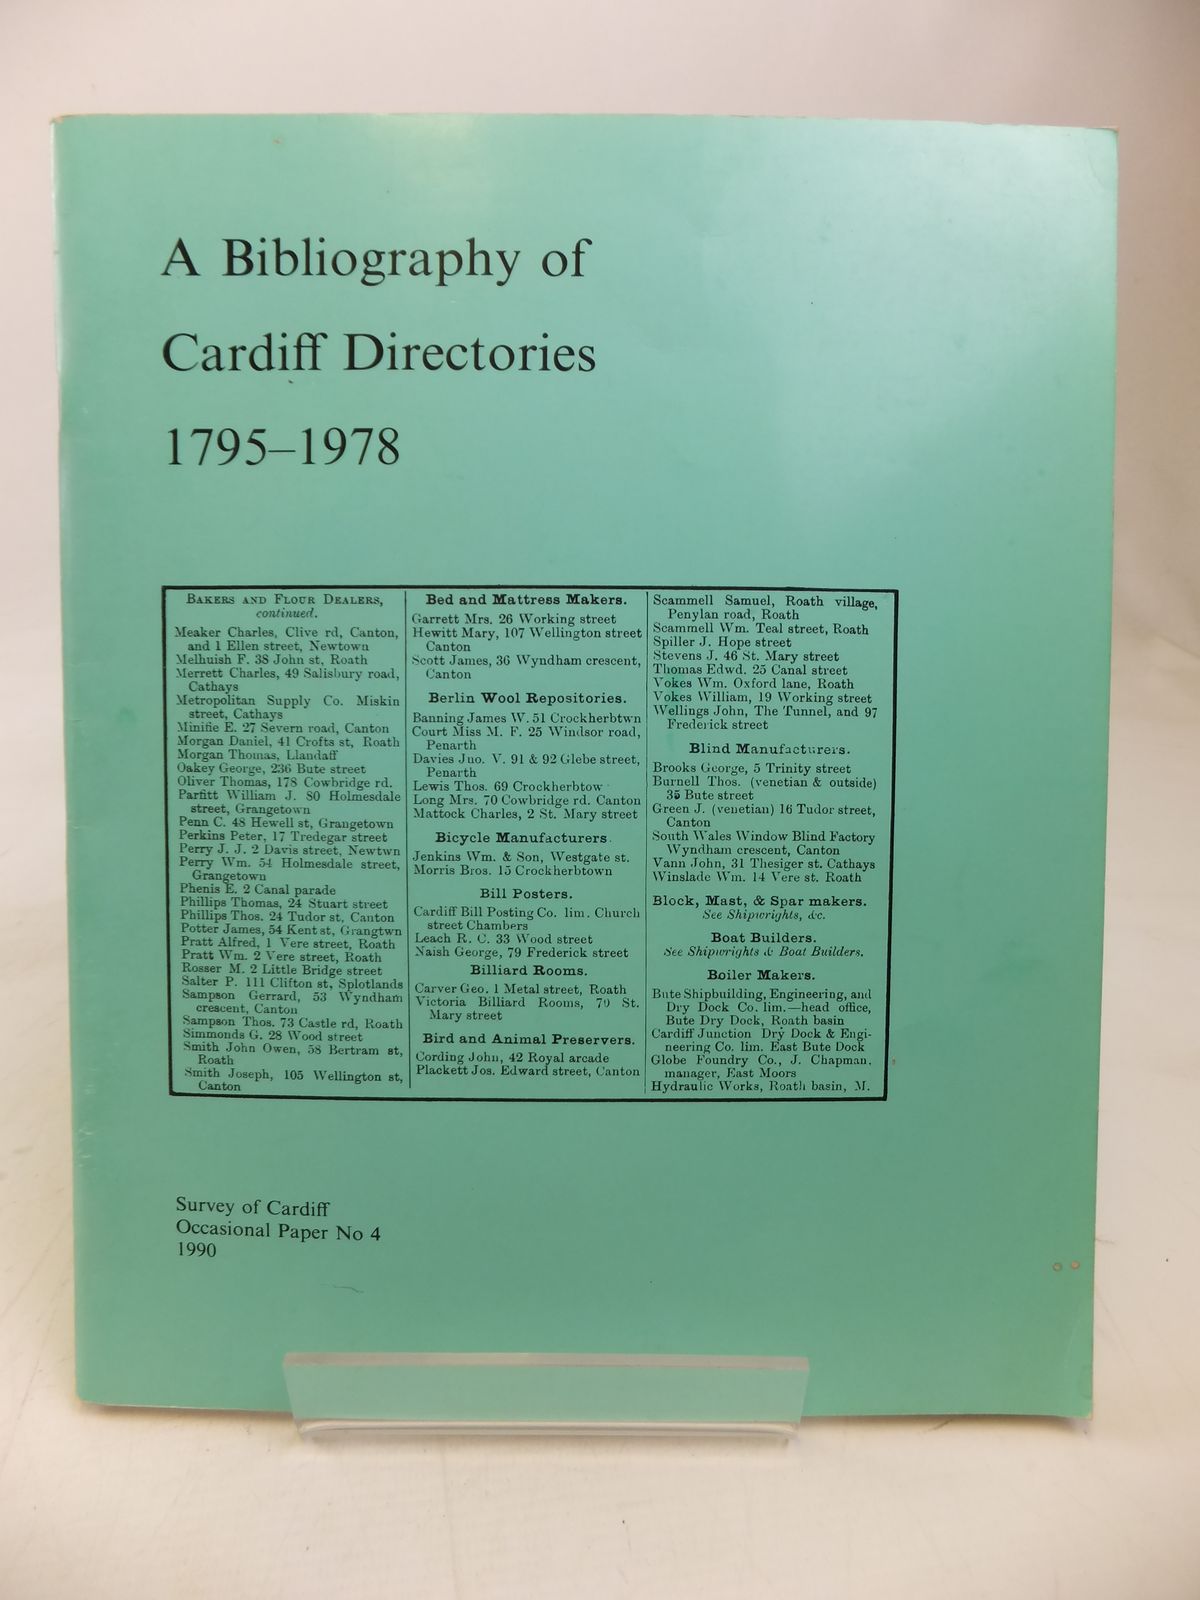 A Bibliography of
Cardiff Directories
1795–1978
BAKERS AND FLOUR DEALERS,
continued.
Meaker Charles, Clive rd, Canton,
and 1 Ellen street, Newtown
Melhuish F. 38 John st, Roath
Merrett Charles, 49 Salisbury road,
Cathays
Metropolitan Supply Co. Miskin
street, Cathays
Minifie E. 27 Severn road, Canton
Morgan Daniel, 41 Crofts st, Roath
Morgan Thomas, Llandaff
Oakey George, 236 Bute street
Oliver Thomas, 178 Cowbridge rd.
Parfitt William J. 80 Holmesdale
street, Grangetown
Penn C. 48 Hewell st, Grangetown
Perkins Peter, 17 Tredegar street
Perry J. J. 2 Davis street, Newtwn
Perry Wm. 54 Holmesdale street,
Grangetown
Phenis E. 2 Canal parade
Phillips Thomas, 24 Stuart street
Phillips Thos. 24 Tudor st, Canton
Potter James, 54 Kent st, Grangtwn
Pratt Alfred, 1 Vere street, Roath
Pratt Wm. 2 Vere street, Roath
Rosser M. 2 Little Bridge street
Salter P. 111 Clifton st, Splotlands
Sampson Gerrard, 53 Wyndham
crescent, Canton
Sampson Thos. 73 Castle rd, Roath
Simmonds G. 28 Wood street
Smith John Owen, 58 Bertram st,
Roath
Smith Joseph, 105 Wellington st,
Canton
Bed and Mattress Makers.
Garrett Mrs. 26 Working street
Hewitt Mary, 107 Wellington street
Canton
Scott James, 36 Wyndham crescent,
Canton
Berlin Wool Repositories.
Banning James W. 51 Crockherbtwn
Court Miss M. F. 25 Windsor road,
Penarth
Davies Jno. V. 91 & 92 Glebe street,
Penarth
Lewis Thos. 69 Crockherbtow
Long Mrs. 70 Cowbridge rd. Canton
Mattock Charles, 2 St. Mary street
Bicycle Manufacturers.
Jenkins Wm. & Son, Westgate st.
Morris Bros. 15 Crockherbtown
Bill Posters.
Cardiff Bill Posting Co. lim. Church
street Chambers
Leach R. C. 33 Wood street
Naish George, 79 Frederick street
Billiard Rooms.
Carver Geo. 1 Metal street, Roath
Victoria Billiard Rooms, 70 St.
Mary street
Bird and Animal Preservers.
Cording John, 42 Royal arcade
Plackett Jos. Edward street, Canton
Scammell Samuel, Roath village,
Penylan road, Roath
Scammell Wm. Teal street, Roath
Spiller J. Hope street
Stevens J. 46 St. Mary street
Thomas Edwd. 25 Canal street
Vokes Wm. Oxford lane, Roath
Vokes William, 19 Working street
Wellings John, The Tunnel, and 97
Frederick street
Blind Manufacturers.
Brooks George, 5 Trinity street
Burnell Thos. (venetian & outside)
35 Bute street
Green J. (venetian) 16 Tudor street,
Canton
South Wales Window Blind Factory
Wyndham crescent, Canton
Vann John, 31 Thesiger st. Cathays
Winslade Wm. 14 Vere st. Roath
Block, Mast, & Spar makers.
See Shipwrights, &c.
Boat Builders.
See Shipwrights & Boat Builders.
Boiler Makers.
Bute Shipbuilding, Engineering, and
Dry Dock Co. lim.—head office,
Bute Dry Dock, Roath basin
Cardiff Junction Dry Dock & Engi-
neering Co. lim. East Bute Dock
Globe Foundry Co., J. Chapman,
manager, East Moors
Hydraulic Works, Roath basin, M.
Survey of Cardiff
Occasional Paper No 4
1990